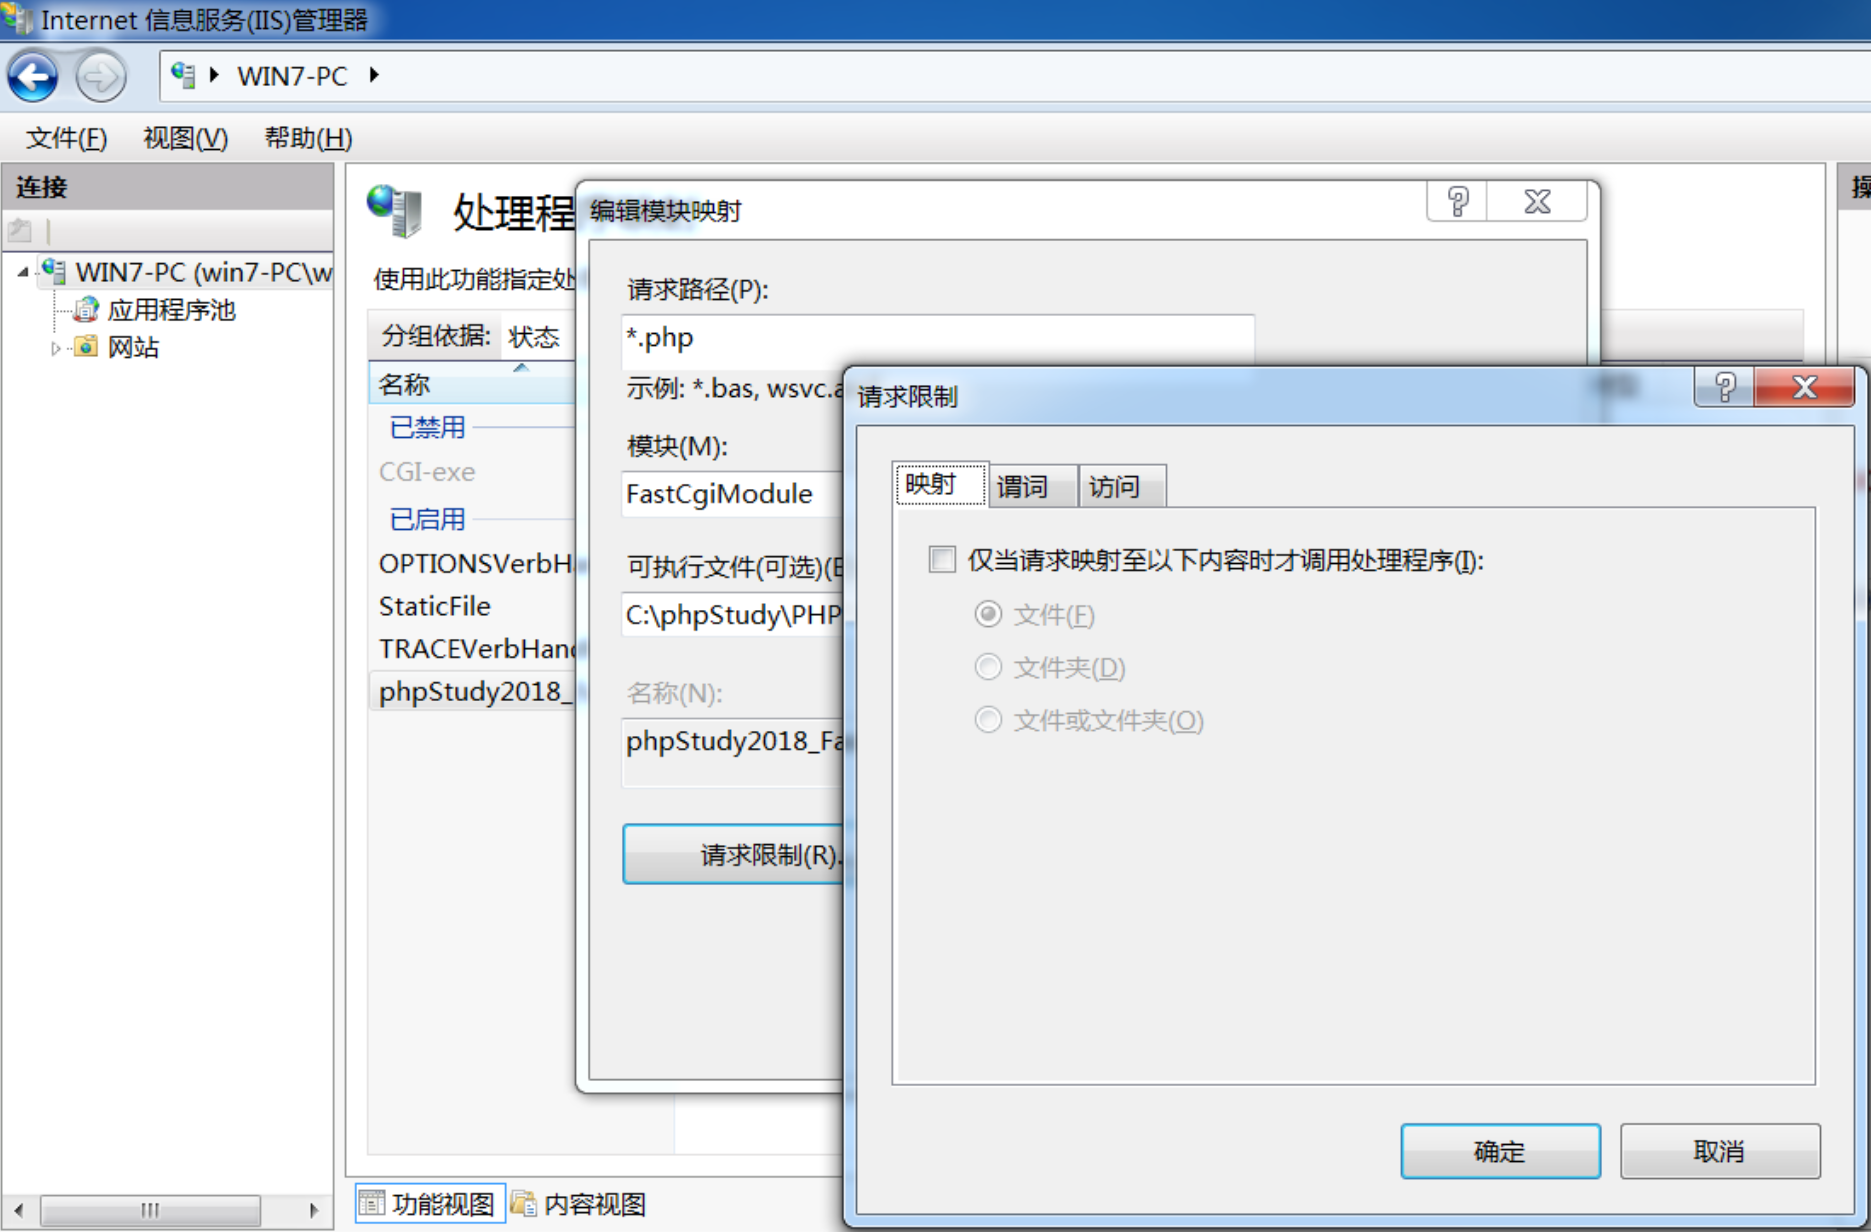 Internet 信息服务(IIS)管理器
WIN7-PC
文件(F) 视图(V) 帮助(H)
连接
WIN7-PC (win7-PC\w
应用程序池
网站
处理程
使用此功能指定处
分组依据: 状态
名称
已禁用
CGI-exe
已启用
OPTIONSVerbH
StaticFile
TRACEVerbHand
phpStudy2018_
功能视图 内容视图
编辑模块映射
请求路径(P):
*.php
示例: *.bas, wsvc.a
模块(M):
FastCgiModule
可执行文件(可选)(E
C:\phpStudy\PHP
名称(N):
phpStudy2018_Fa
请求限制(R).
请求限制
映射 谓词 访问
仅当请求映射至以下内容时才调用处理程序(I):
文件(F)
文件夹(D)
文件或文件夹(O)
确定 取消